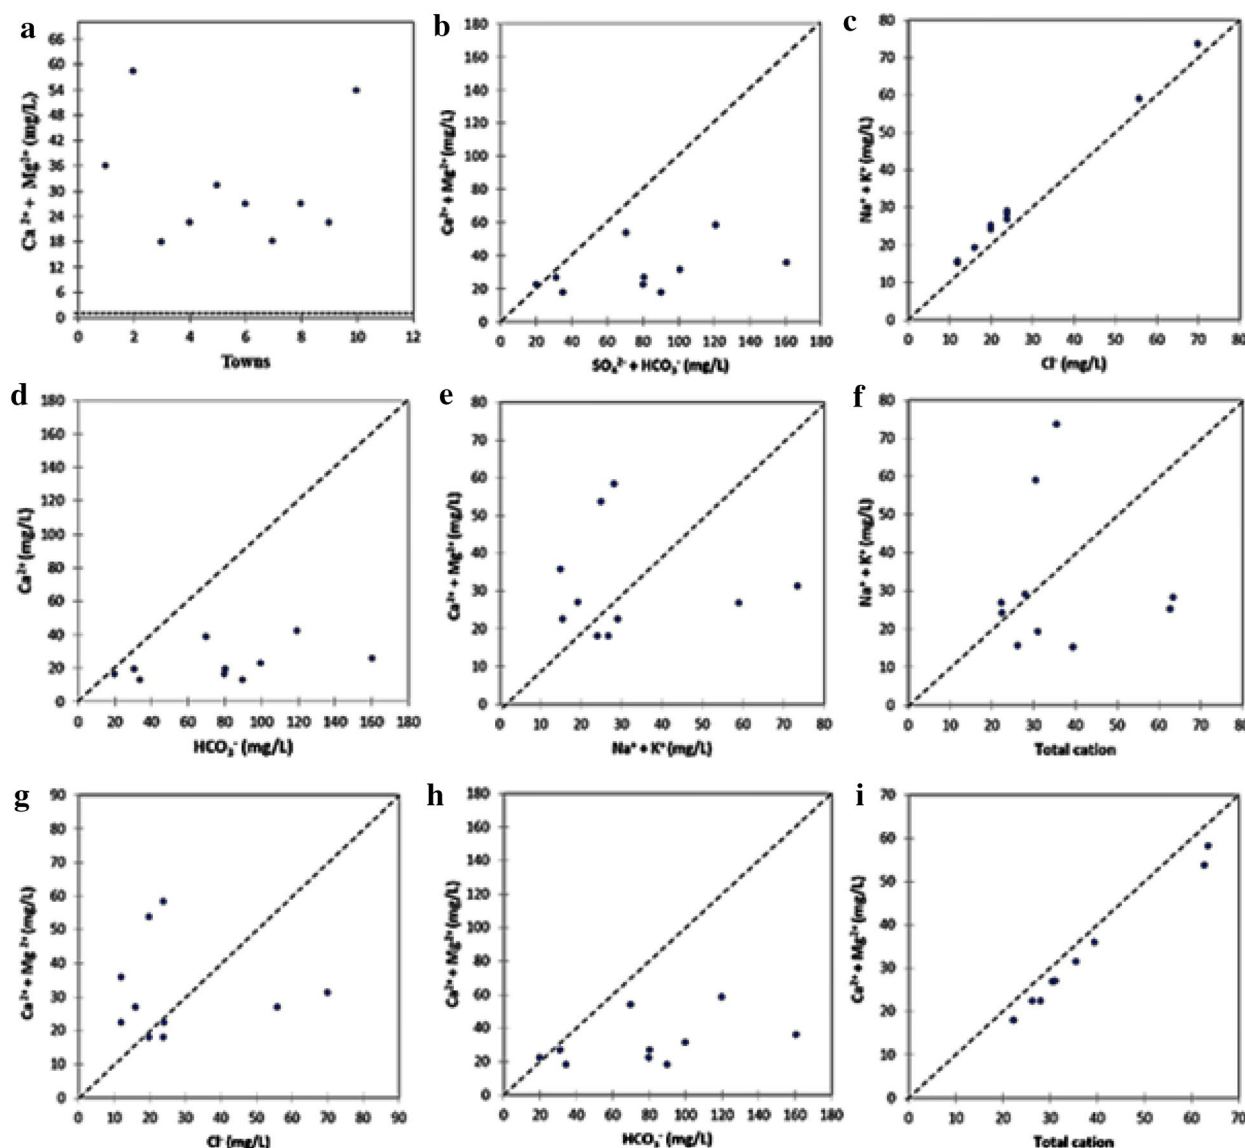 a
Ca ²⁺ + Mg²⁺ (mg/L)
66
60
54
48
42
36
30
24
18
12
6
0
0 2 4 6 8 10 12
Towns
b
Ca²⁺ + Mg²⁺ (mg/L)
180
160
140
120
100
80
60
40
20
0
0 20 40 60 80 100 120 140 160 180
SO₄²⁻ + HCO₃⁻ (mg/L)
c
Na⁺ + K⁺ (mg/L)
80
70
60
50
40
30
20
10
0
0 10 20 30 40 50 60 70 80
Cl⁻ (mg/L)
d
Ca²⁺ (mg/L)
180
160
140
120
100
80
60
40
20
0
0 20 40 60 80 100 120 140 160 180
HCO₃⁻ (mg/L)
e
Ca²⁺ + Mg²⁺ (mg/L)
80
70
60
50
40
30
20
10
0
0 10 20 30 40 50 60 70 80
Na⁺ + K⁺ (mg/L)
f
Na⁺ + K⁺ (mg/L)
80
70
60
50
40
30
20
10
0
0 10 20 30 40 50 60 70 80
Total cation
g
Ca²⁺ + Mg ²⁺ (mg/L)
90
80
70
60
50
40
30
20
10
0
0 10 20 30 40 50 60 70 80 90
Cl⁻ (mg/L)
h
Ca²⁺ + Mg²⁺ (mg/L)
180
160
140
120
100
80
60
40
20
0
0 20 40 60 80 100 120 140 160 180
HCO₃⁻ (mg/L)
i
Ca²⁺ + Mg²⁺ (mg/L)
70
60
50
40
30
20
10
0
0 10 20 30 40 50 60 70
Total cation